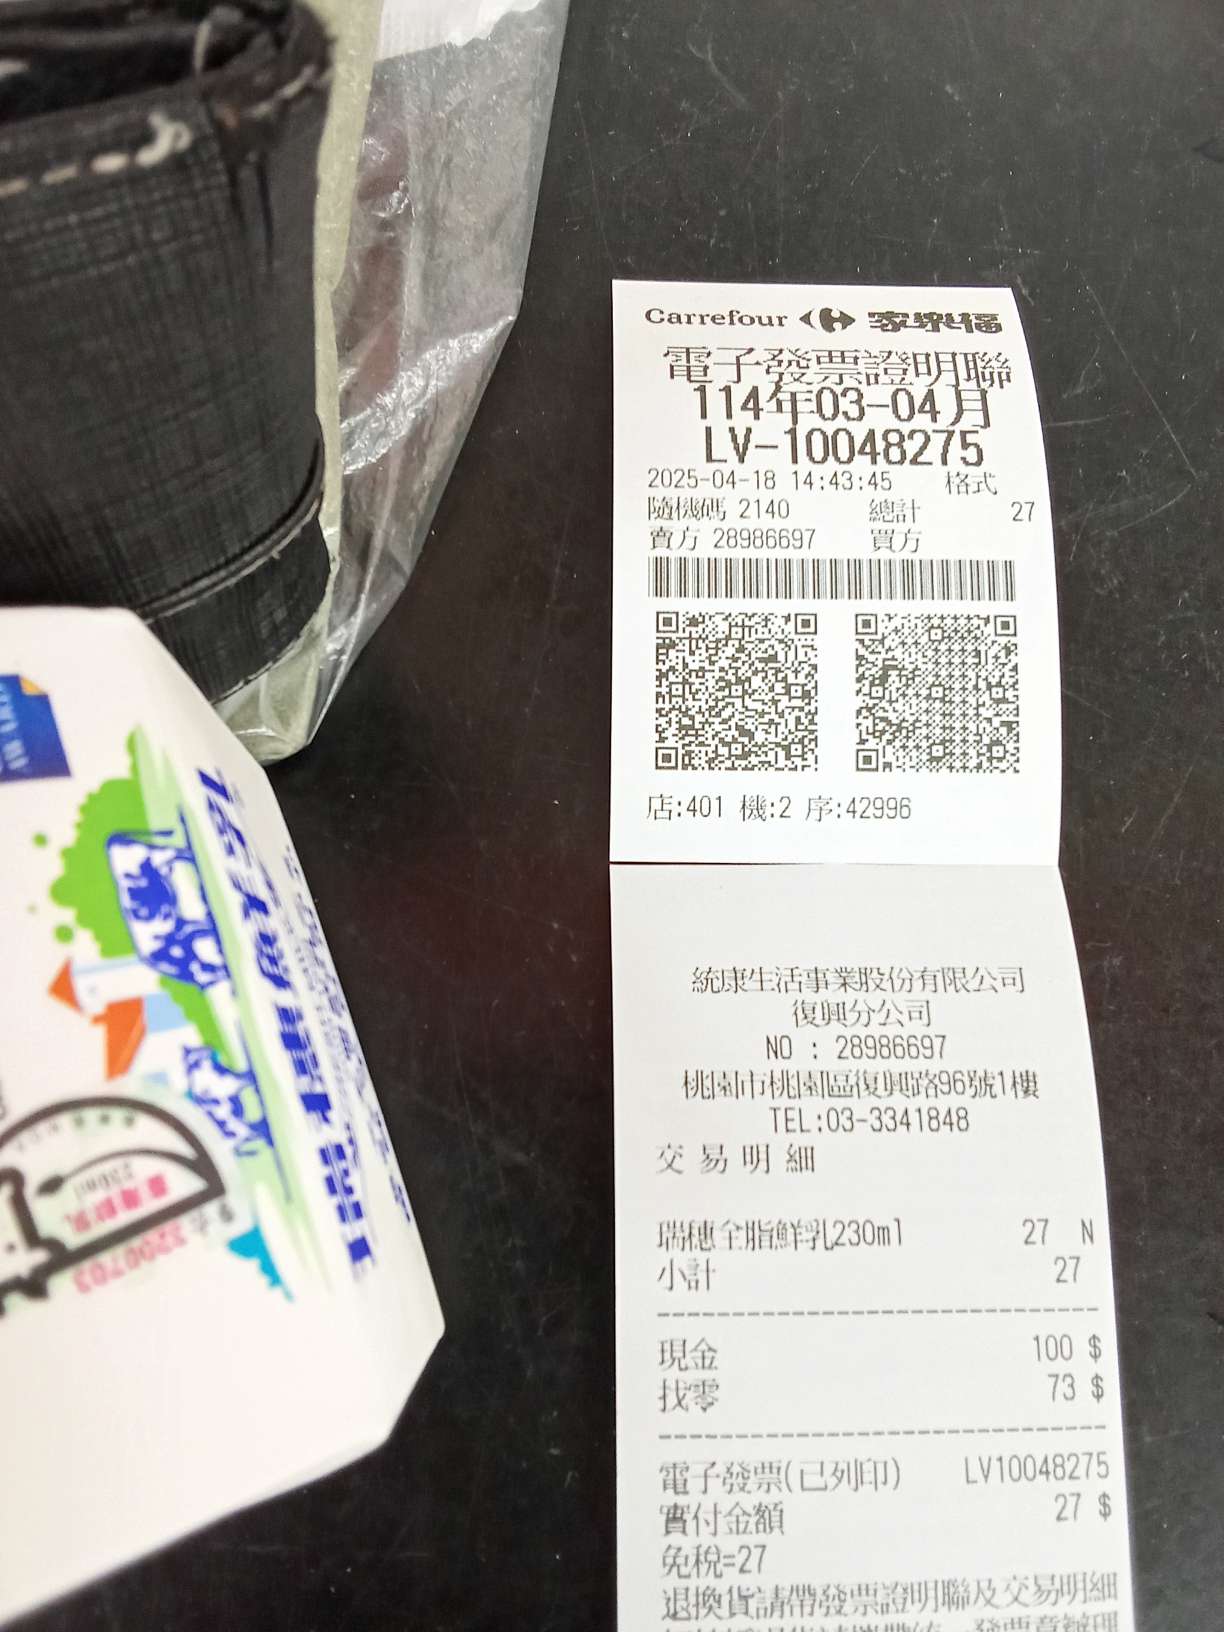 Carrefour 家樂福
電子發票證明聯
114年03-04月
LV-10048275
2025-04-18 14:43:45 格式
隨機碼 2140 總計 27
賣方 28986697 買方
店:401 機:2 序:42996
統康生活事業股份有限公司
復興分公司
NO : 28986697
桃園市桃園區復興路96號1樓
TEL:03-3341848
交易明細
瑞穗全脂鮮乳230ml 27 N
小計 27
現金 100 $
找零 73 $
電子發票(已列印) LV10048275
實付金額 27 $
免稅=27
退換貨請帶發票證明聯及交易明細
230ml
3200703